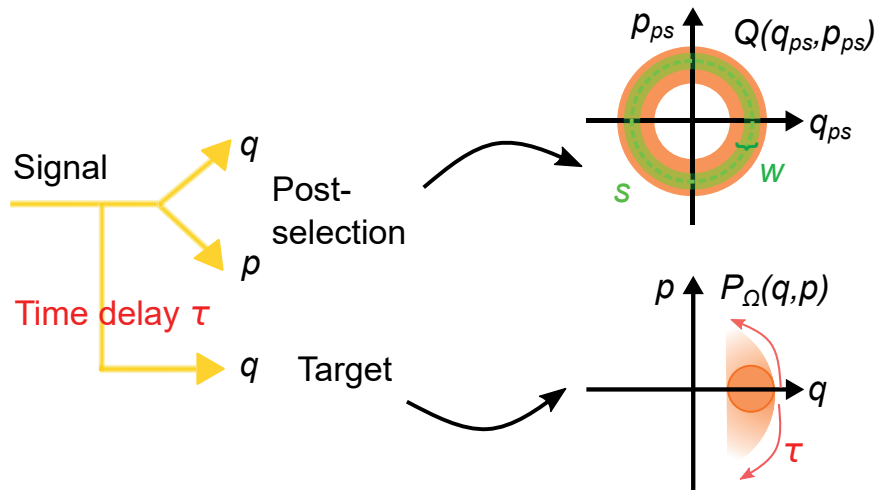 Signal
q
p
Post-
selection
Time delay τ
q
Target
p_ps
Q(q_ps,p_ps)
q_ps
s
w
p
P_Ω(q,p)
q
τ